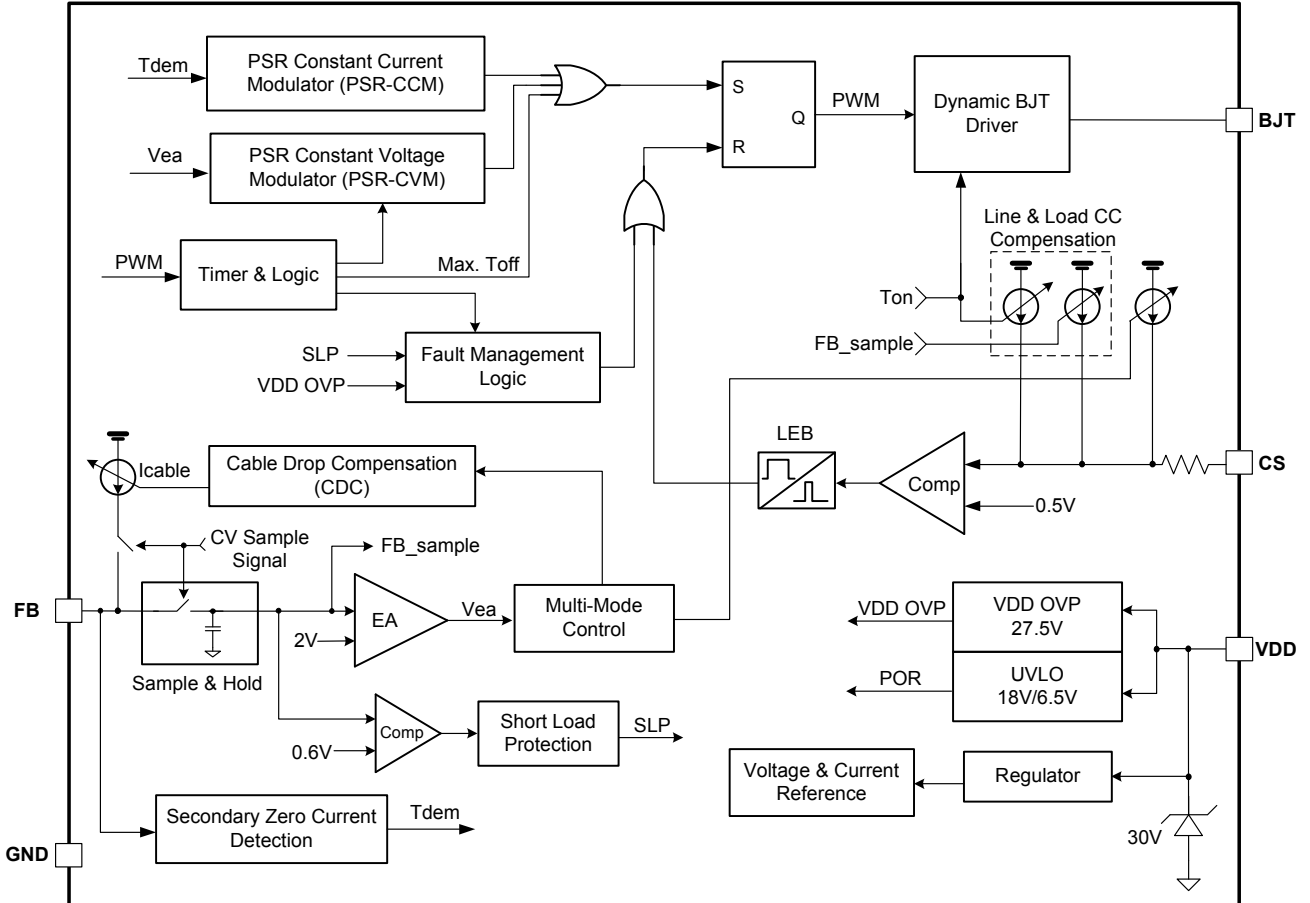 Tdem
PSR Constant Current
Modulator (PSR-CCM)
Vea
PSR Constant Voltage
Modulator (PSR-CVM)
PWM
Timer & Logic
Max. Toff
SLP
VDD OVP
Fault Management
Logic
S
R
Q
PWM
Dynamic BJT
Driver
BJT
Line & Load CC
Compensation
Ton
FB_sample
Icable
Cable Drop Compensation
(CDC)
LEB
Comp
0.5V
CS
CV Sample
Signal
FB_sample
FB
EA
2V
Vea
Multi-Mode
Control
Sample & Hold
VDD OVP
VDD OVP
27.5V
POR
UVLO
18V/6.5V
VDD
Comp
0.6V
Short Load
Protection
SLP
Voltage & Current
Reference
Regulator
30V
Secondary Zero Current
Detection
Tdem
GND